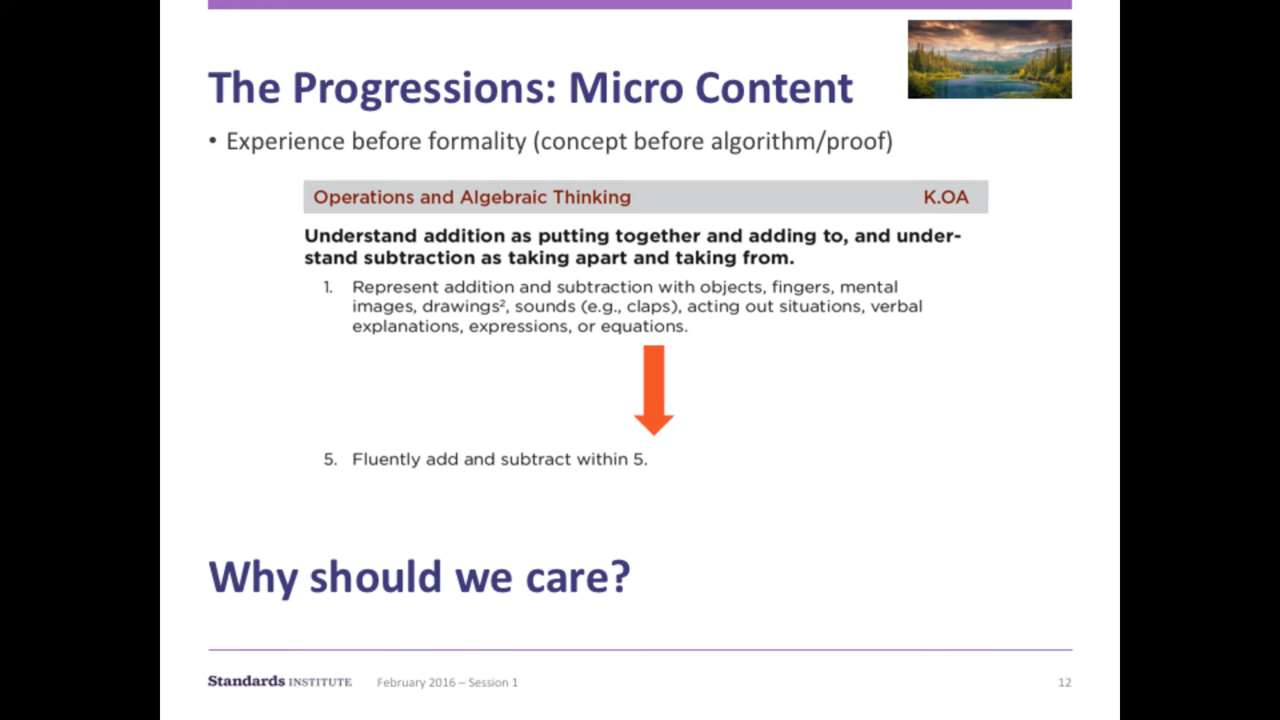 The Progressions: Micro Content
• Experience before formality (concept before algorithm/proof)
Operations and Algebraic Thinking K.OA
Understand addition as putting together and adding to, and under-
stand subtraction as taking apart and taking from.
1. Represent addition and subtraction with objects, fingers, mental
images, drawings², sounds (e.g., claps), acting out situations, verbal
explanations, expressions, or equations.
5. Fluently add and subtract within 5.
Why should we care?
Standards INSTITUTE February 2016 – Session 1 12